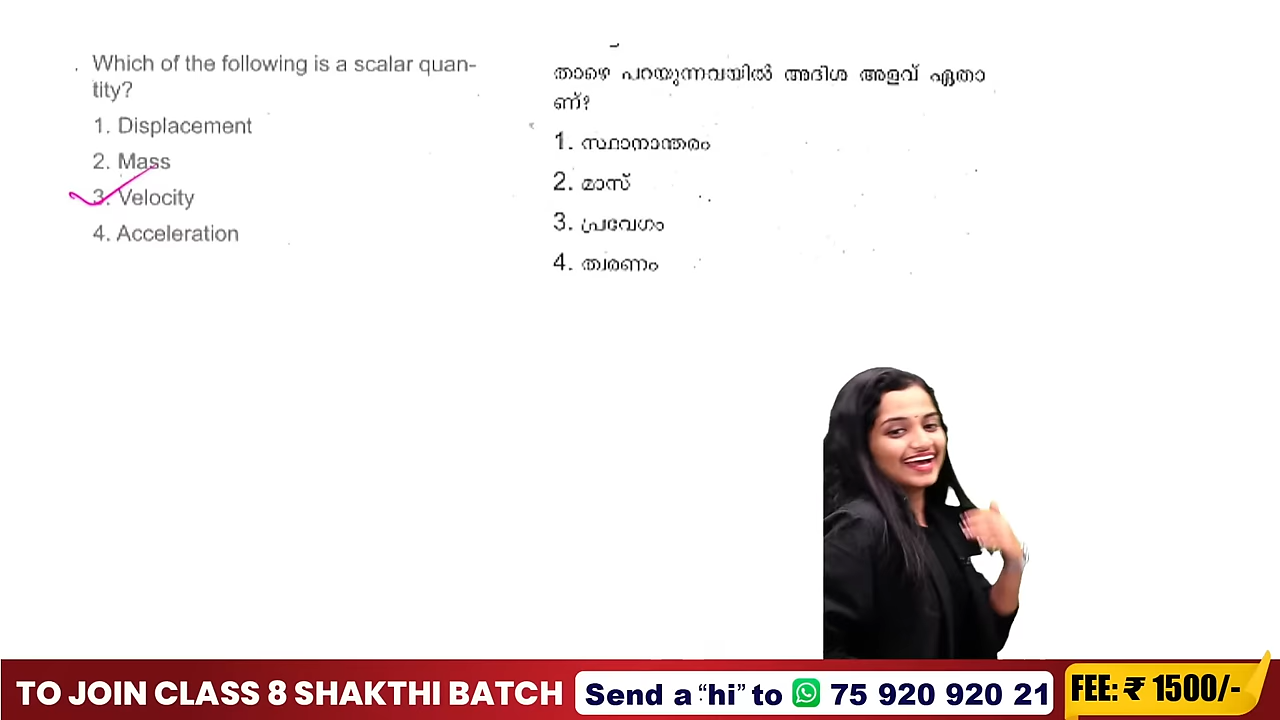 Which of the following is a scalar quan-
tity?
1. Displacement
2. Mass
3. Velocity
4. Acceleration
താഴെ പറയുന്നവയിൽ അദിശ അളവ് ഏതാ
ണ്?
1. സ്ഥാനാന്തരം
2. മാസ്
3. പ്രവേഗം
4. ത്വരണം
TO JOIN CLASS 8 SHAKTHI BATCH
Send a “hi” to 75 920 920 21
FEE: ₹ 1500/-